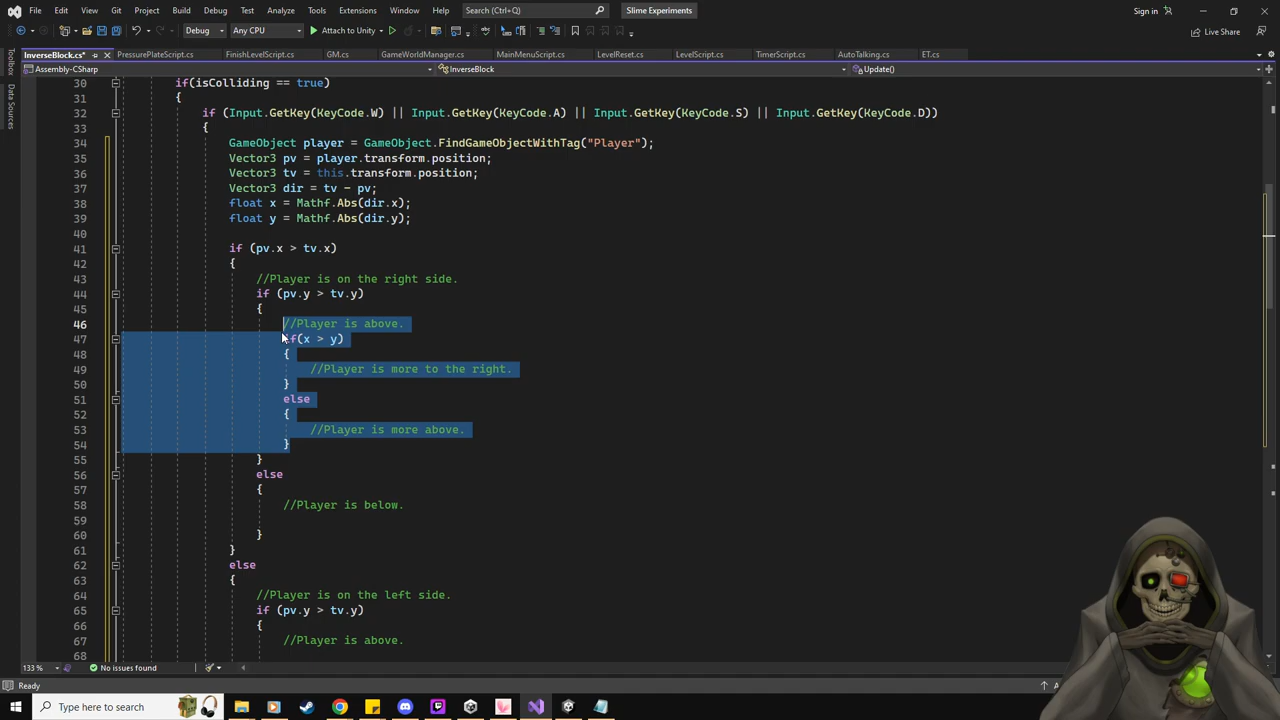 File Edit View Git Project Build Debug Test Analyze Tools Extensions Window Help Search (Ctrl+Q) Slime Experiments Sign in
Debug Any CPU Attach to Unity Live Share
InverseBlock.cs* PressurePlateScript.cs FinishLevelScript.cs GM.cs GameWorldManager.cs MainMenuScript.cs LevelReset.cs LevelScript.cs TimerScript.cs AutoTalking.cs ET.cs
Toolbox
Data Sources
Assembly-CSharp InverseBlock Update()
30 if(isColliding == true)
31 {
32 if (Input.GetKey(KeyCode.W) || Input.GetKey(KeyCode.A) || Input.GetKey(KeyCode.S) || Input.GetKey(KeyCode.D))
33 {
34 GameObject player = GameObject.FindGameObjectWithTag("Player");
35 Vector3 pv = player.transform.position;
36 Vector3 tv = this.transform.position;
37 Vector3 dir = tv - pv;
38 float x = Mathf.Abs(dir.x);
39 float y = Mathf.Abs(dir.y);
40
41 if (pv.x > tv.x)
42 {
43 //Player is on the right side.
44 if (pv.y > tv.y)
45 {
46 //Player is above.
47 if(x > y)
48 {
49 //Player is more to the right.
50 }
51 else
52 {
53 //Player is more above.
54 }
55 }
56 else
57 {
58 //Player is below.
59
60 }
61 }
62 else
63 {
64 //Player is on the left side.
65 if (pv.y > tv.y)
66 {
67 //Player is above.
68
133 % No issues found
Ready
Type here to search